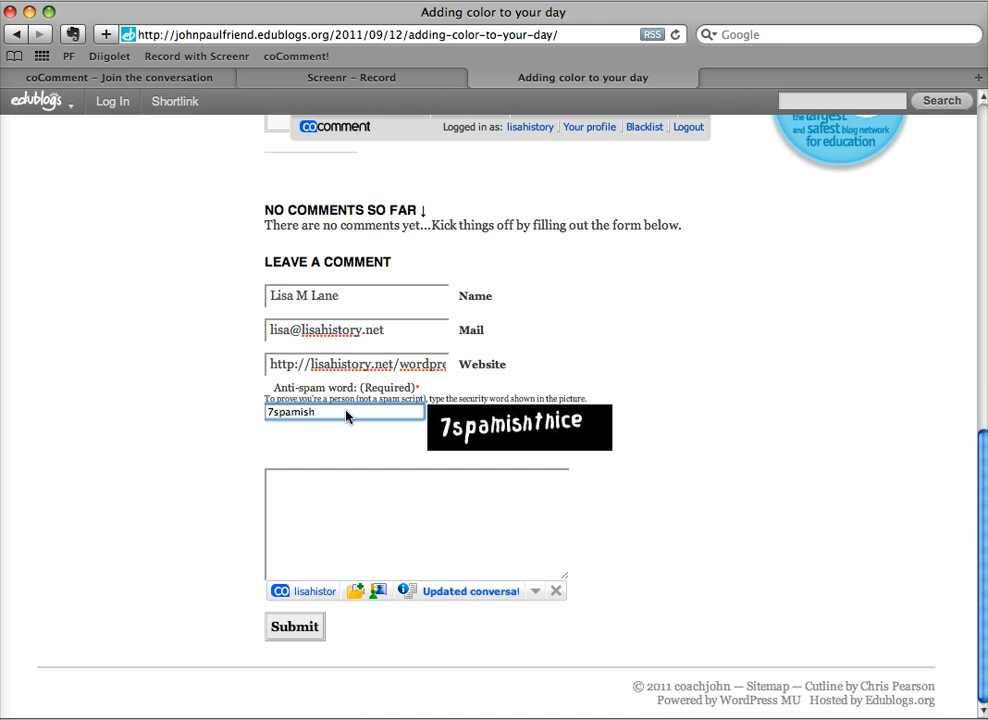 Adding color to your day
http://johnpaulfriend.edublogs.org/2011/09/12/adding-color-to-your-day/ RSS Google
PF Diigolet Record with Screenr coComment!
coComment – Join the conversation Screenr – Record Adding color to your day
edublogs Log In Shortlink Search
the largest
cocomment Logged in as: lisahistory Your profile Blacklist Logout
and safest blog network
for education
NO COMMENTS SO FAR ↓
There are no comments yet...Kick things off by filling out the form below.
LEAVE A COMMENT
Lisa M Lane Name
lisa@lisahistory.net Mail
http://lisahistory.net/wordpre Website
Anti-spam word: (Required)*
To prove you're a person (not a spam script), type the security word shown in the picture.
7spamish
7spamishthice
co lisahistor Updated conversat
Submit
© 2011 coachjohn — Sitemap — Cutline by Chris Pearson
Powered by WordPress MU Hosted by Edublogs.org